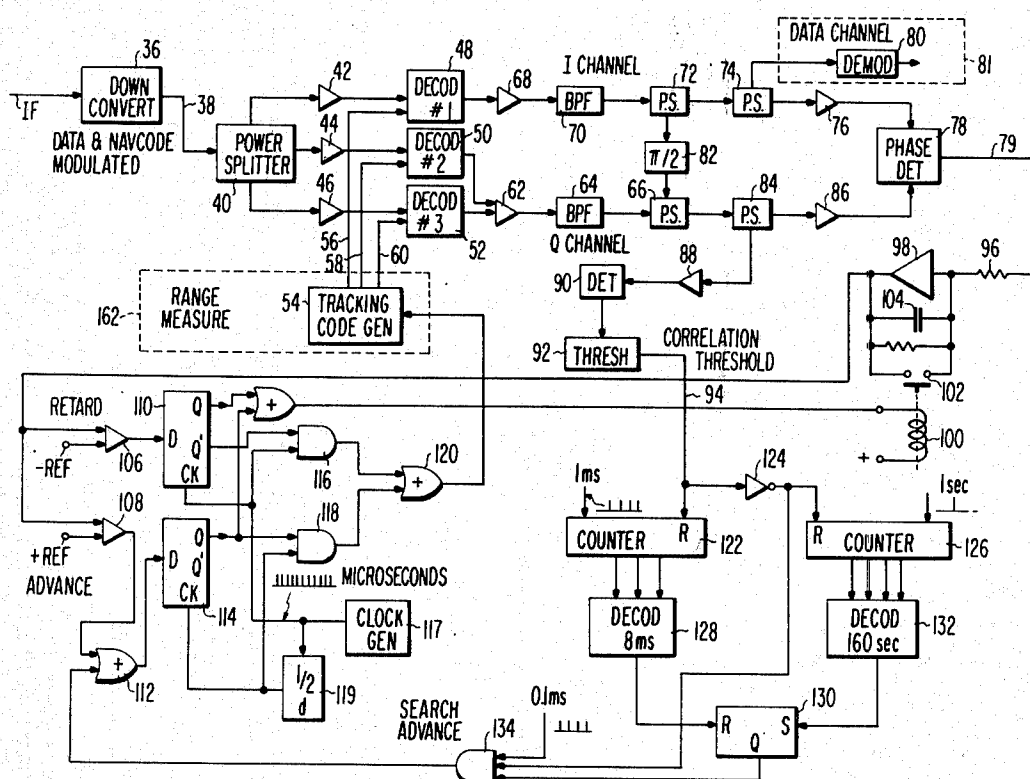 36
DOWN
CONVERT
IF
38
DATA & NAVCODE
MODULATED
POWER
SPLITTER
40
42
44
46
48
DECOD
#1
50
DECOD
#2
DECOD
#3
52
56
58
60
68
62
I CHANNEL
BPF
70
72
P.S.
74
P.S.
DATA CHANNEL
80
DEMOD
81
76
78
PHASE
DET
79
π/2
82
64
BPF
66
P.S.
84
P.S.
86
Q CHANNEL
90
DET
88
92
THRESH
CORRELATION
THRESHOLD
94
98
96
104
102
100
+
162
RANGE
MEASURE
54
TRACKING
CODE GEN
RETARD
110
Q
D
Q'
CK
106
-REF
+
116
120
+
108
+REF
ADVANCE
118
D
Q
Q'
CK
114
MICROSECONDS
CLOCK
GEN
117
1/2
d
119
+
112
1ms
COUNTER
R
122
124
1 sec
R
COUNTER
126
DECOD
8ms
128
DECOD
160 sec
132
SEARCH
ADVANCE
134
0.1ms
130
R
S
Q